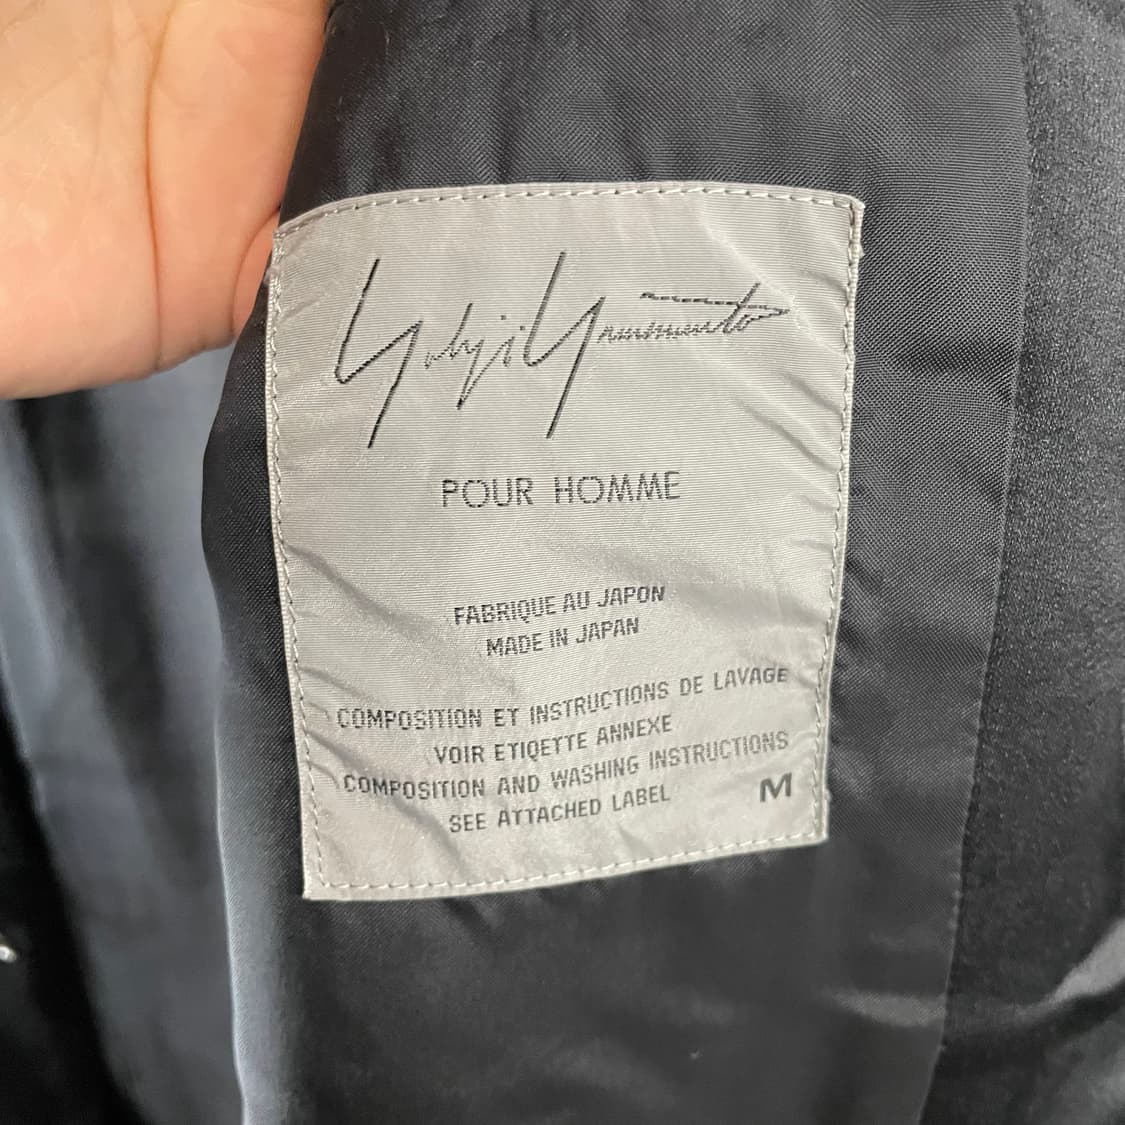 Yohji Yamamoto
POUR HOMME
FABRIQUE AU JAPON
MADE IN JAPAN
COMPOSITION ET INSTRUCTIONS DE LAVAGE
VOIR ETIQETTE ANNEXE
COMPOSITION AND WASHING INSTRUCTIONS
SEE ATTACHED LABEL
M